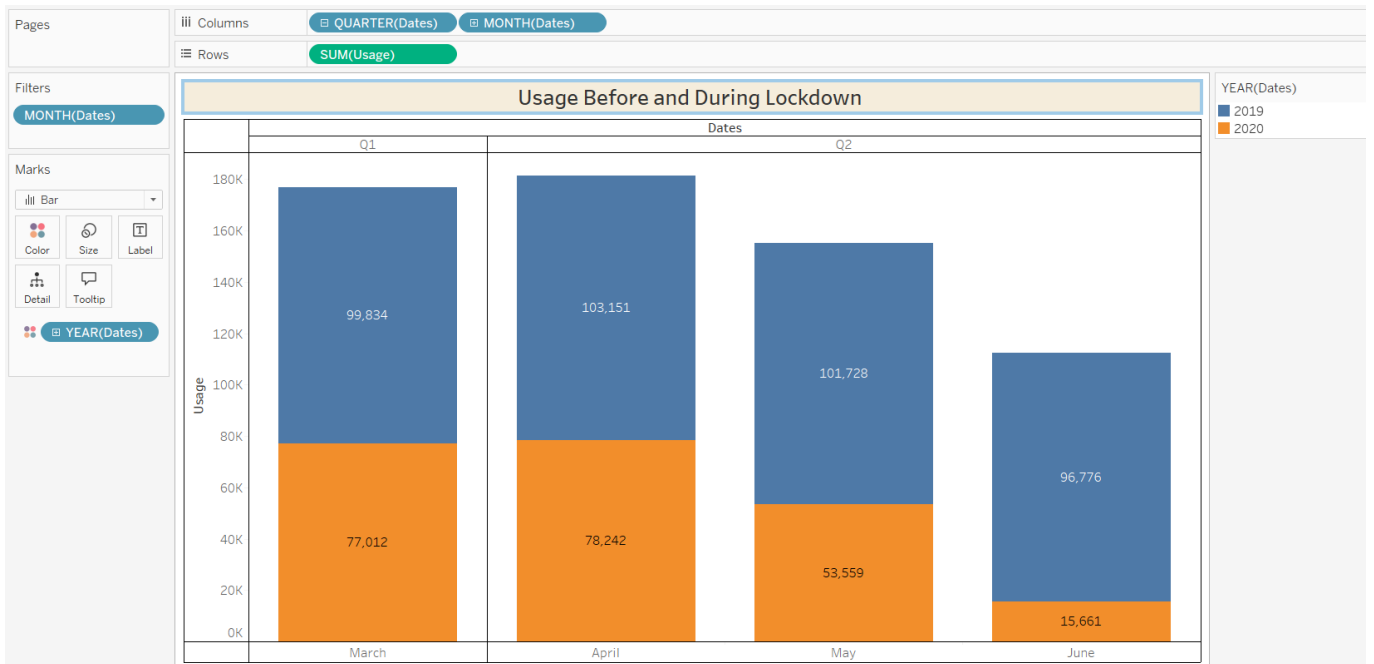 Pages
Columns
QUARTER(Dates)
MONTH(Dates)
Rows
SUM(Usage)
Filters
MONTH(Dates)
Marks
Bar
Color
Size
Label
Detail
Tooltip
YEAR(Dates)
Usage Before and During Lockdown
Dates
Q1
Q2
Usage
180K
160K
140K
120K
100K
80K
60K
40K
20K
0K
99,834
77,012
103,151
78,242
101,728
53,559
96,776
15,661
March
April
May
June
YEAR(Dates)
2019
2020